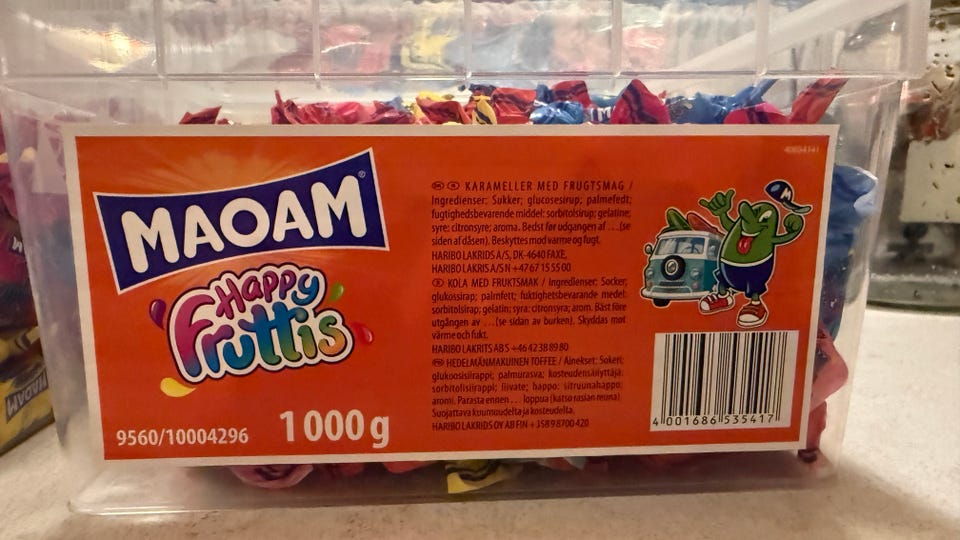 MAOAM®
Happy
Fruttis
9560/10004296
1000g
DK N KARAMELLER MED FRUGTSMAG /
Ingredienser: Sukker; glucosesirup; palmefedt;
fugtighedsbevarende middel: sorbitolsirup; gelatine;
syre: citronsyre; aroma. Bedst før udgangen af ... (se
siden af dåsen). Beskyttes mod varme og fugt.
HARIBO LAKRIDS A/S, DK-4640 FAXE,
HARIBO LAKRIS A/S N +47 67 15 55 00
S KOLA MED FRUKTSMAK / Ingredienser: Socker;
glukossirap; palmfett; fuktighetsbevarande medel:
sorbitolsirap; gelatin; syra: citronsyra; arom. Bäst före
utgången av ... (se sidan av burken). Skyddas mot
värme och fukt.
HARIBO LAKRITS AB S +46 42 38 89 80
FIN HEDELMÄNMAKUINEN TOFFEE / Ainekset: Sokeri;
glukoosisiirappi; palmurasva; kosteudensäilyttäjä:
sorbitolisiirappi; liivate; happo: sitruunahappo;
aromi. Parasta ennen ... loppua (katso rasian reuna).
Suojattava kuumuudelta ja kosteudelta.
HARIBO LAKRIDS OY AB FIN + 358 9 8700 420
M
4 001686 535417
MAOAM